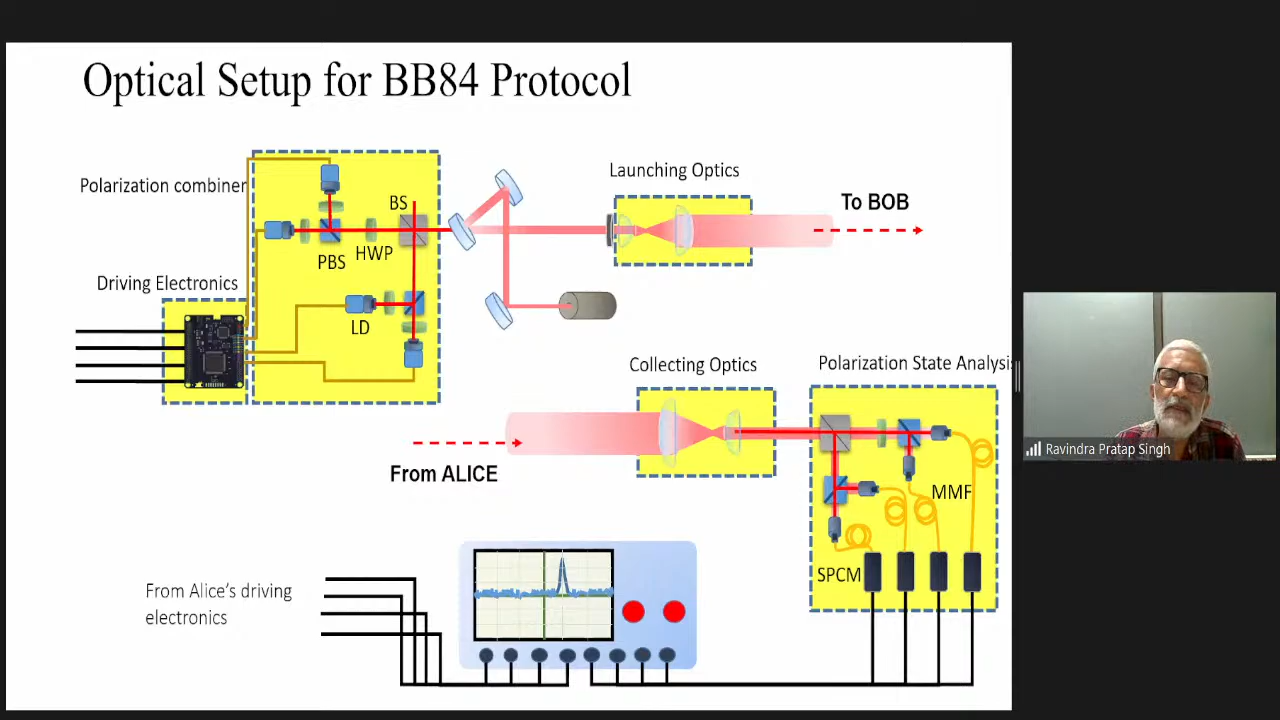 Optical Setup for BB84 Protocol
Polarization combiner
BS
PBS
HWP
LD
Driving Electronics
Launching Optics
To BOB
Collecting Optics
Polarization State Analysis
From ALICE
MMF
SPCM
From Alice's driving
electronics
Ravindra Pratap Singh